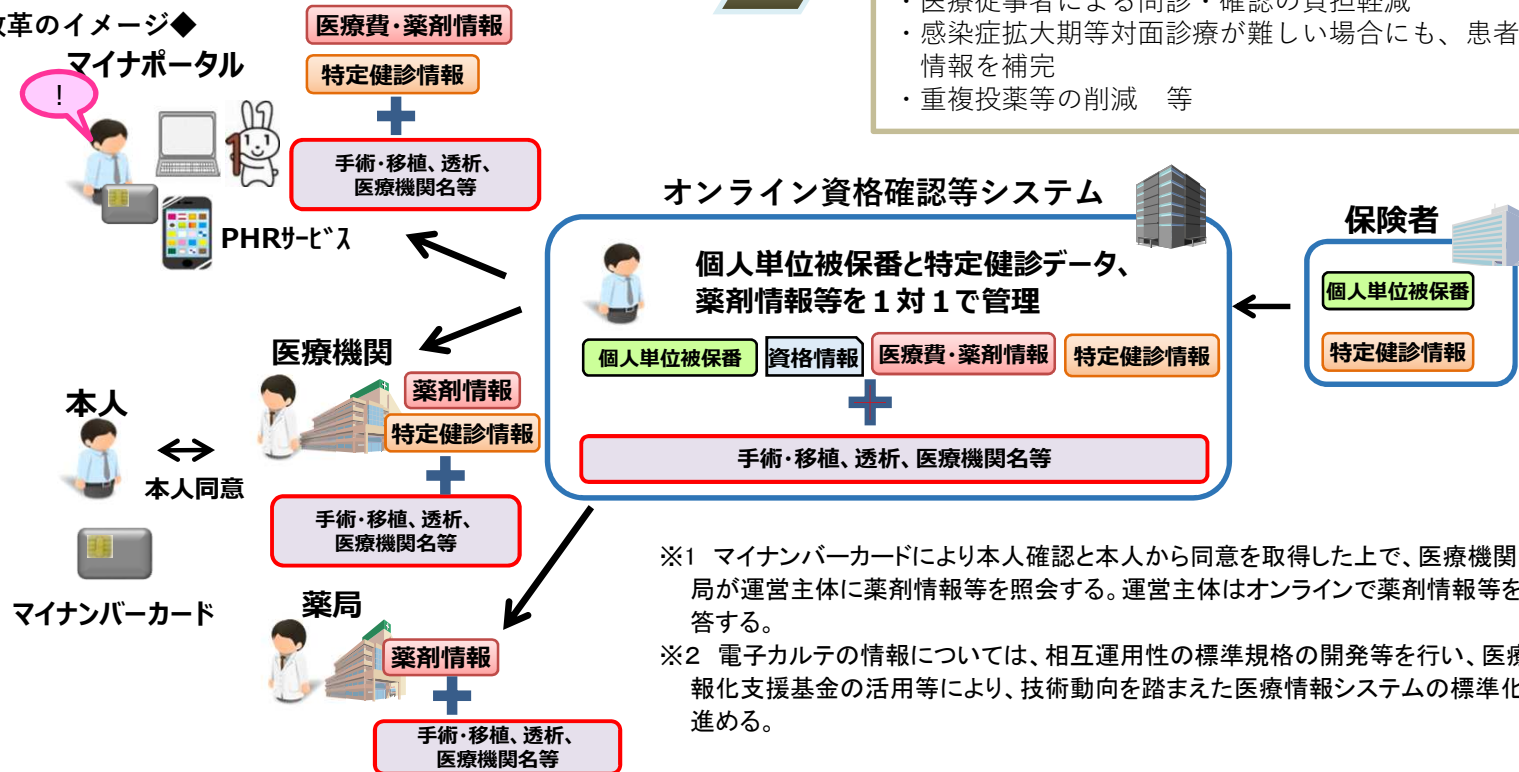 改革のイメージ◆
・医療従事者による問診・確認の負担軽減
・感染症拡大期等対面診療が難しい場合にも、患者
情報を補完
・重複投薬等の削減　等
マイナポータル
!
1
医療費・薬剤情報
特定健診情報
手術・移植、透析、
医療機関名等
PHRｻｰﾋﾞｽ
オンライン資格確認等システム
個人単位被保番と特定健診データ、
薬剤情報等を１対１で管理
個人単位被保番
資格情報
医療費・薬剤情報
特定健診情報
手術・移植、透析、医療機関名等
保険者
個人単位被保番
特定健診情報
医療機関
薬剤情報
特定健診情報
手術・移植、透析、
医療機関名等
本人
本人同意
マイナンバーカード
薬局
薬剤情報
手術・移植、透析、
医療機関名等
※1　マイナンバーカードにより本人確認と本人から同意を取得した上で、医療機関
局が運営主体に薬剤情報等を照会する。運営主体はオンラインで薬剤情報等を
答する。
※２　電子カルテの情報については、相互運用性の標準規格の開発等を行い、医療
報化支援基金の活用等により、技術動向を踏まえた医療情報システムの標準化
進める。